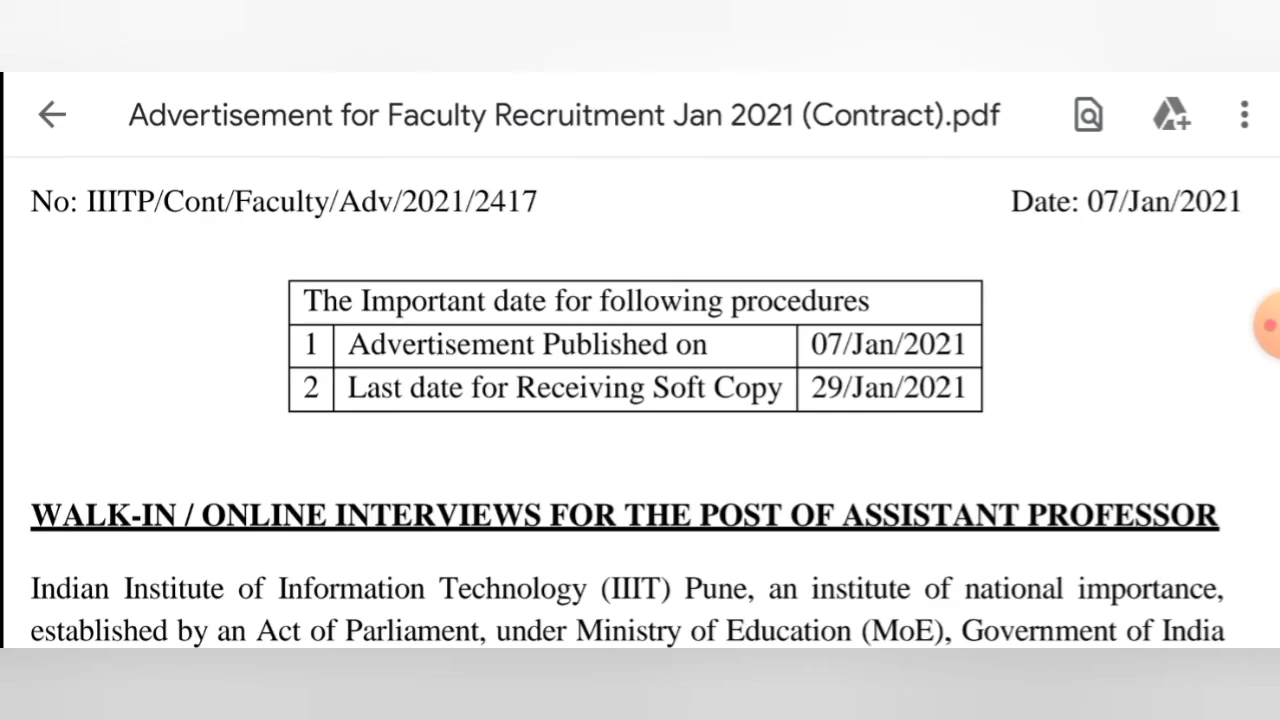 Advertisement for Faculty Recruitment Jan 2021 (Contract).pdf
No: IIITP/Cont/Faculty/Adv/2021/2417 Date: 07/Jan/2021
The Important date for following procedures
1 Advertisement Published on 07/Jan/2021
2 Last date for Receiving Soft Copy 29/Jan/2021
WALK-IN / ONLINE INTERVIEWS FOR THE POST OF ASSISTANT PROFESSOR
Indian Institute of Information Technology (IIIT) Pune, an institute of national importance,
established by an Act of Parliament, under Ministry of Education (MoE), Government of India